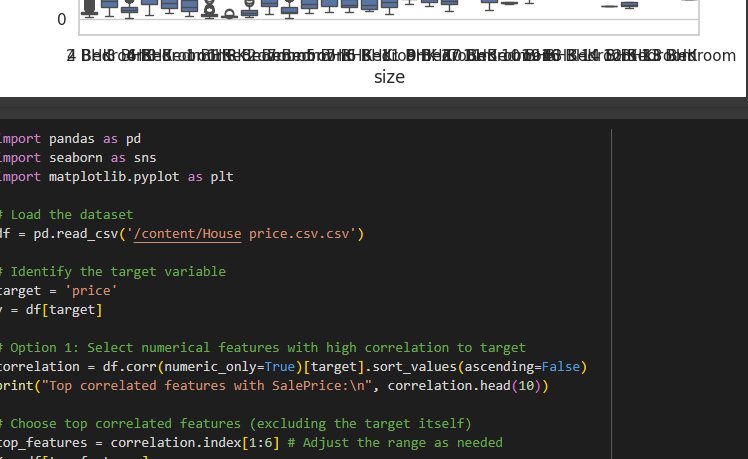 0
size
import pandas as pd
import seaborn as sns
import matplotlib.pyplot as plt
# Load the dataset
df = pd.read_csv('/content/House price.csv.csv')
# Identify the target variable
target = 'price'
y = df[target]
# Option 1: Select numerical features with high correlation to target
correlation = df.corr(numeric_only=True)[target].sort_values(ascending=False)
print("Top correlated features with SalePrice:\n", correlation.head(10))
# Choose top correlated features (excluding the target itself)
top_features = correlation.index[1:6] # Adjust the range as needed